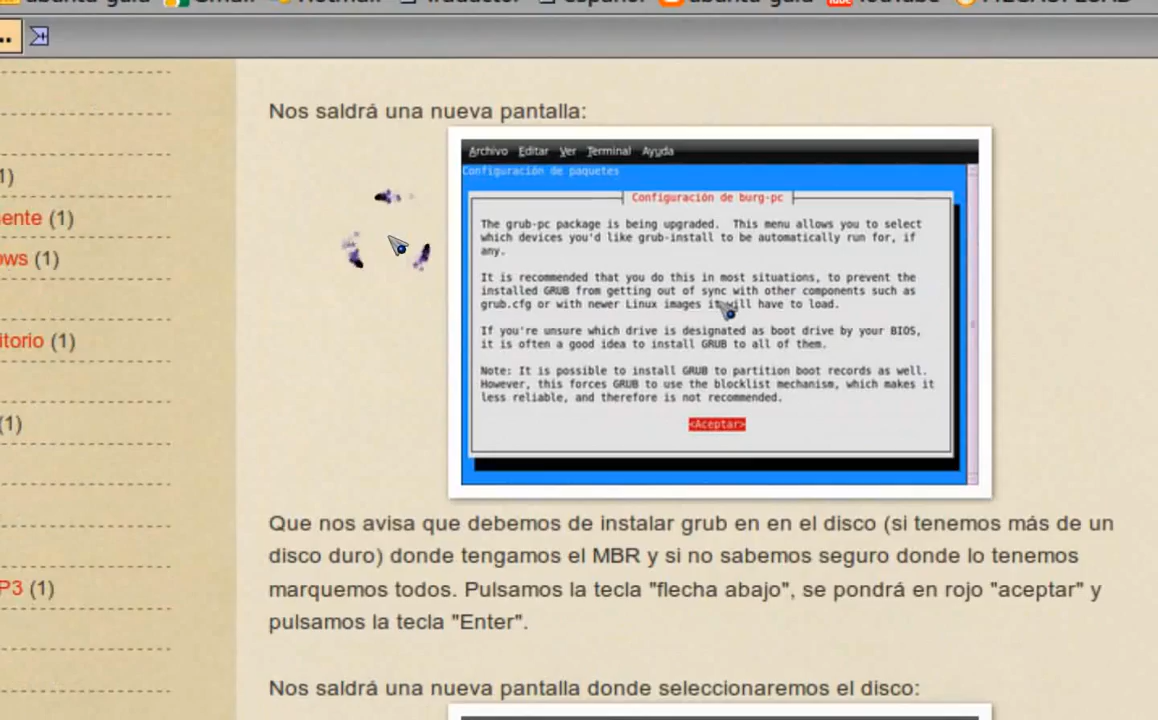 Gmail
YouTube
..
Nos saldrá una nueva pantalla:
Archivo Editar Ver Terminal Ayuda
Configuración de paquetes
Configuración de burg-pc
The grub-pc package is being upgraded. This menu allows you to select
which devices you'd like grub-install to be automatically run for, if
any.
It is recommended that you do this in most situations, to prevent the
installed GRUB from getting out of sync with other components such as
grub.cfg or with newer Linux images it will have to load.
If you're unsure which drive is designated as boot drive by your BIOS,
it is often a good idea to install GRUB to all of them.
Note: It is possible to install GRUB to partition boot records as well.
However, this forces GRUB to use the blocklist mechanism, which makes it
less reliable, and therefore is not recommended.
<Aceptar>
Que nos avisa que debemos de instalar grub en en el disco (si tenemos más de un
disco duro) donde tengamos el MBR y si no sabemos seguro donde lo tenemos
marquemos todos. Pulsamos la tecla "flecha abajo", se pondrá en rojo "aceptar" y
pulsamos la tecla "Enter".
Nos saldrá una nueva pantalla donde seleccionaremos el disco:
1)
ente (1)
ws (1)
itorio (1)
(1)
P3 (1)